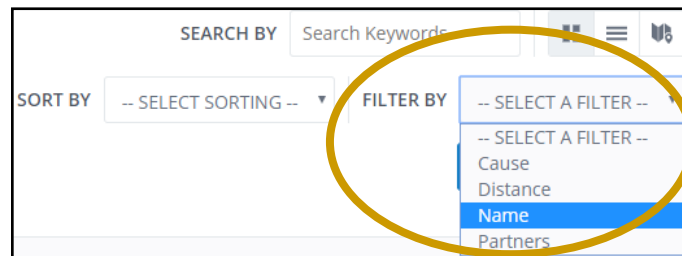 SEARCH BY Search Keywords
SORT BY -- SELECT SORTING -- FILTER BY -- SELECT A FILTER --
-- SELECT A FILTER --
Cause
Distance
Name
Partners